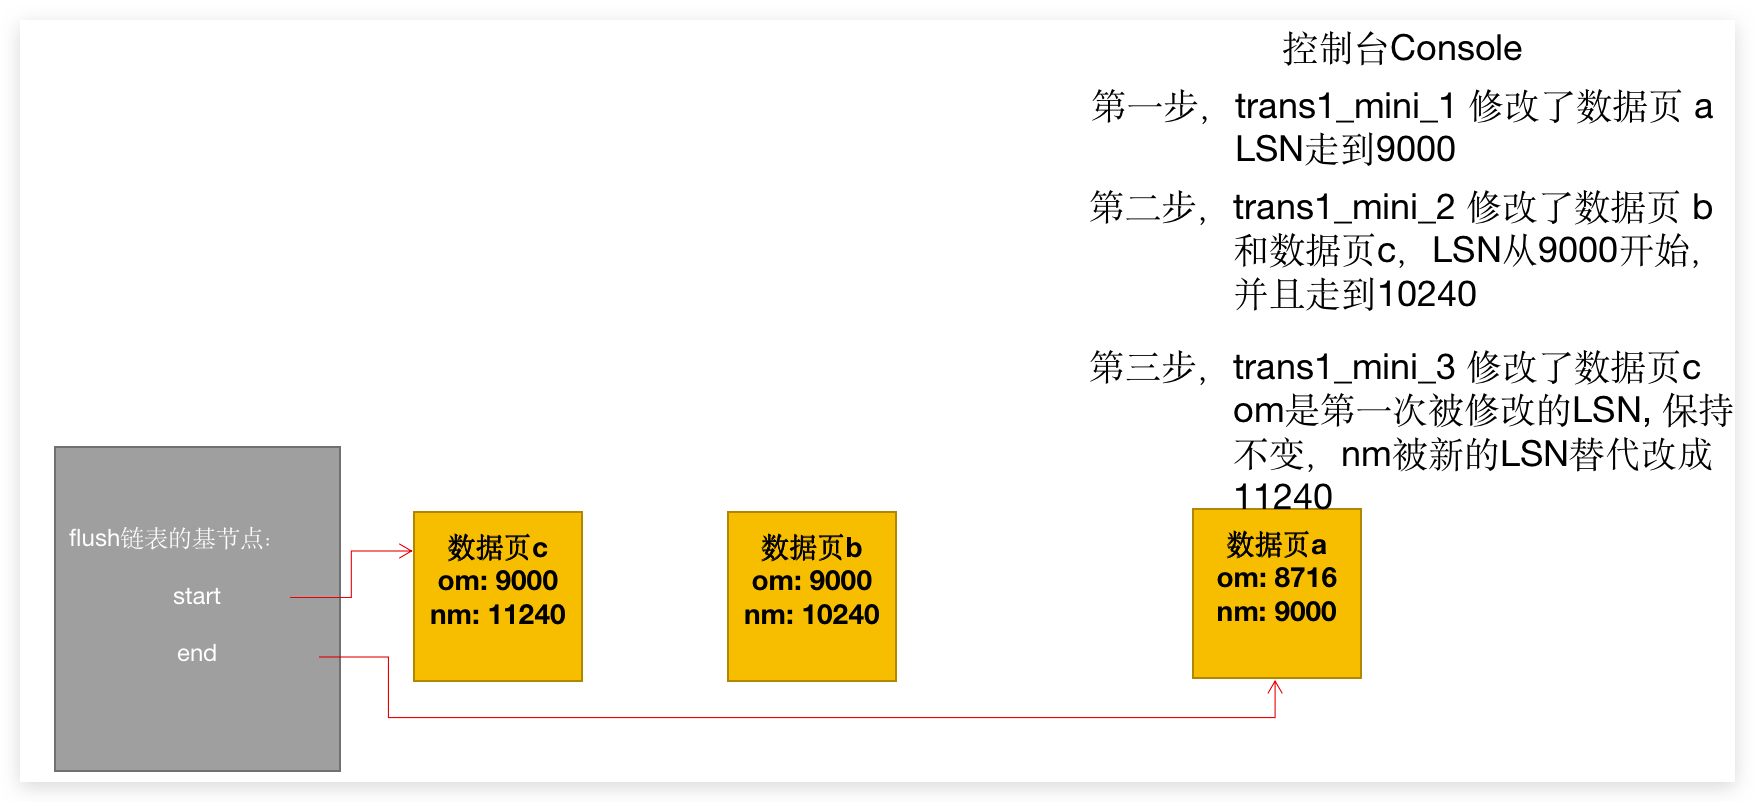 控制台Console
第一步，trans1_mini_1 修改了数据页 a
LSN走到9000
第二步，trans1_mini_2 修改了数据页 b
和数据页c，LSN从9000开始，
并且走到10240
第三步，trans1_mini_3 修改了数据页c
om是第一次被修改的LSN, 保持
不变，nm被新的LSN替代改成
11240
flush链表的基节点：
start
end
数据页c
om: 9000
nm: 11240
数据页b
om: 9000
nm: 10240
数据页a
om: 8716
nm: 9000